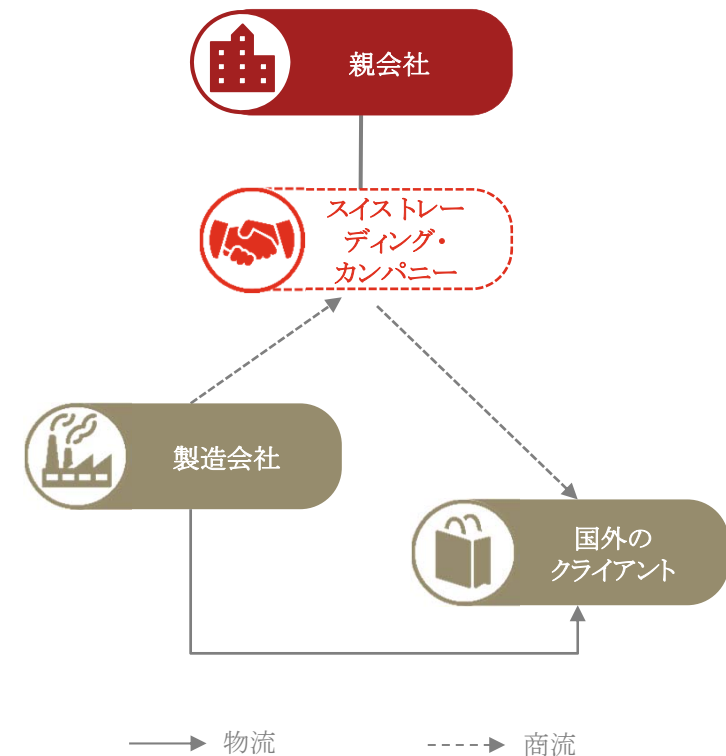 親会社
スイス トレー
ディング・
カンパニー
製造会社
国外の
クライアント
物流
商流